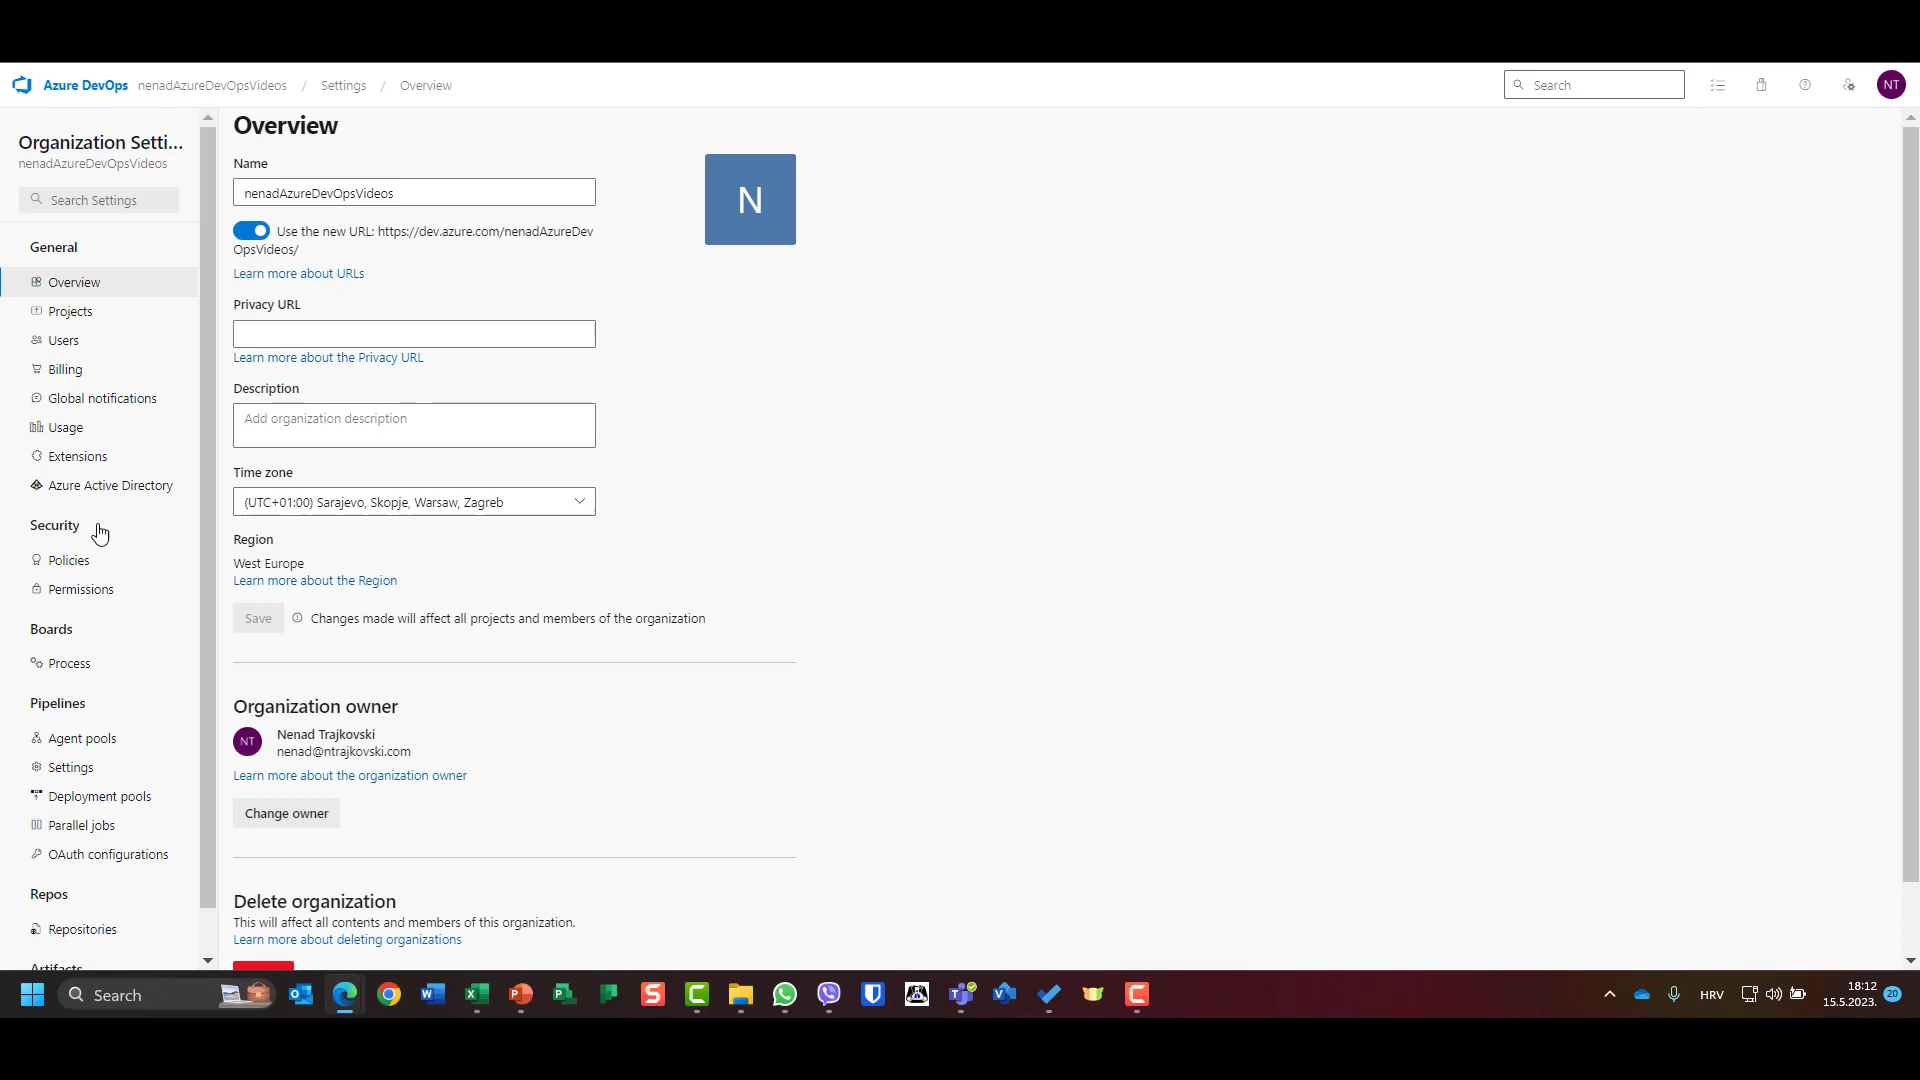 Azure DevOps nenadAzureDevOpsVideos / Settings / Overview
Search
NT
Organization Setti...
nenadAzureDevOpsVideos
Search Settings
General
Overview
Projects
Users
Billing
Global notifications
Usage
Extensions
Azure Active Directory
Security
Policies
Permissions
Boards
Process
Pipelines
Agent pools
Settings
Deployment pools
Parallel jobs
OAuth configurations
Repos
Repositories
Artifacts
Overview
Name
nenadAzureDevOpsVideos
N
Use the new URL: https://dev.azure.com/nenadAzureDev
OpsVideos/
Learn more about URLs
Privacy URL
Learn more about the Privacy URL
Description
Add organization description
Time zone
(UTC+01:00) Sarajevo, Skopje, Warsaw, Zagreb
Region
West Europe
Learn more about the Region
Save
Changes made will affect all projects and members of the organization
Organization owner
NT
Nenad Trajkovski
nenad@ntrajkovski.com
Learn more about the organization owner
Change owner
Delete organization
This will affect all contents and members of this organization.
Learn more about deleting organizations
Search
HRV
18:12
15.5.2023.
20